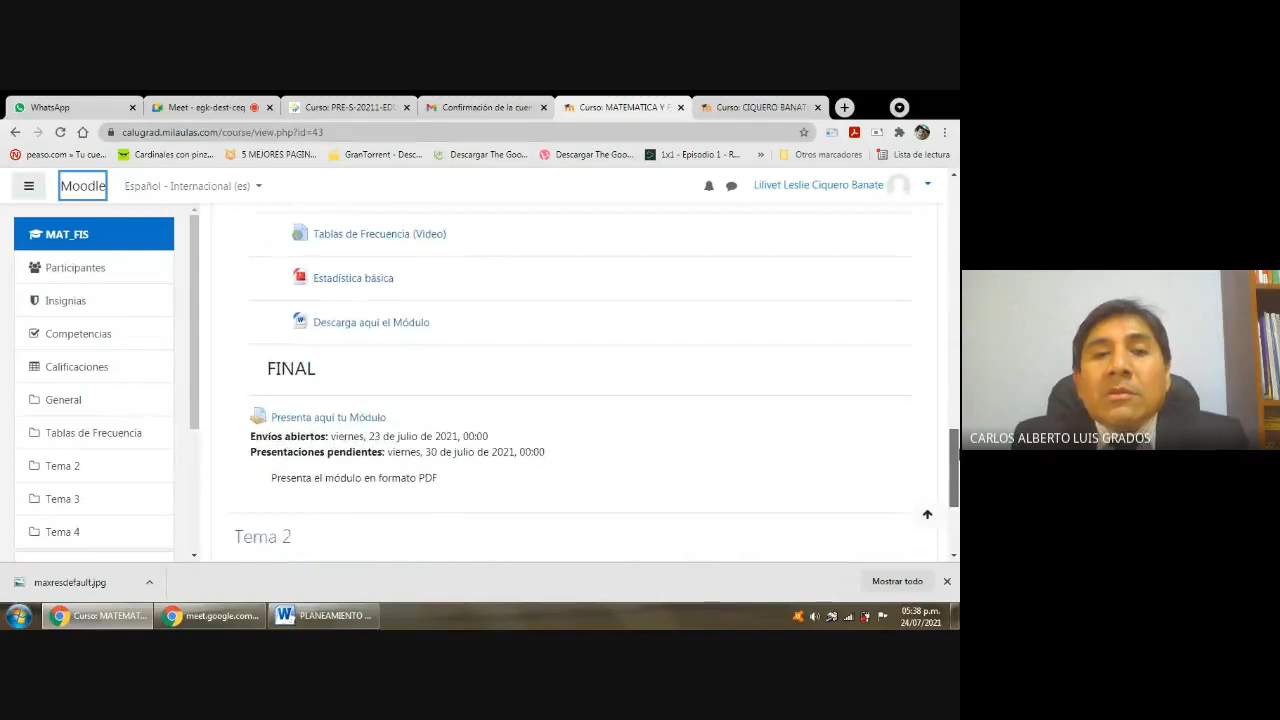 WhatsApp
Meet - egk-dest-ceq
Curso: PRE-S-20211-EDU
Confirmación de la cuen
Curso: MATEMATICA Y F
Curso: CIQUERO BANATE
calugrad.milaulas.com/course/view.php?id=43
peaso.com » Tu cue...
Cardinales con pinz...
5 MEJORES PAGIN...
GranTorrent - Desc...
Descargar The Goo...
Descargar The Goo...
1x1 - Episodio 1 - R...
»
Otros marcadores
Lista de lectura
Moodle
Español - Internacional (es)
Lilivet Leslie Ciquero Banate
MAT_FIS
Participantes
Insignias
Competencias
Calificaciones
General
Tablas de Frecuencia
Tema 2
Tema 3
Tema 4
Tablas de Frecuencia (Video)
Estadística básica
Descarga aquí el Módulo
FINAL
Presenta aquí tu Módulo
Envíos abiertos: viernes, 23 de julio de 2021, 00:00
Presentaciones pendientes: viernes, 30 de julio de 2021, 00:00
Presenta el módulo en formato PDF
Tema 2
CARLOS ALBERTO LUIS GRADOS
maxresdefault.jpg
Mostrar todo
Curso: MATEMAT...
meet.google.com...
PLANEAMIENTO ...
05:38 p.m.
24/07/2021